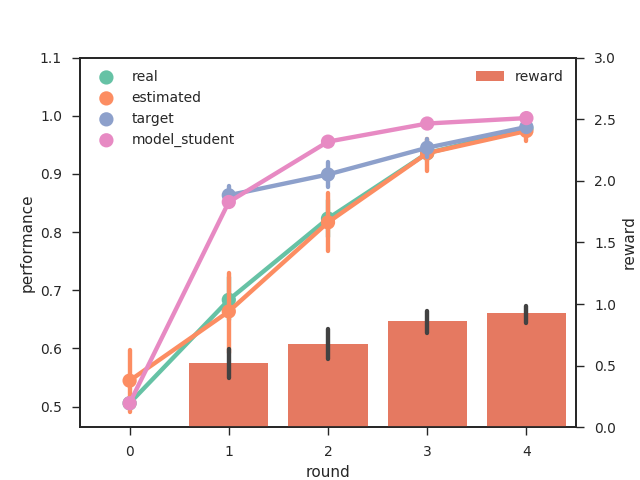 1.1
1.0
0.9
0.8
0.7
0.6
0.5
performance
real
estimated
target
model_student
reward
3.0
2.5
2.0
1.5
1.0
0.5
0.0
reward
0 1 2 3 4
round